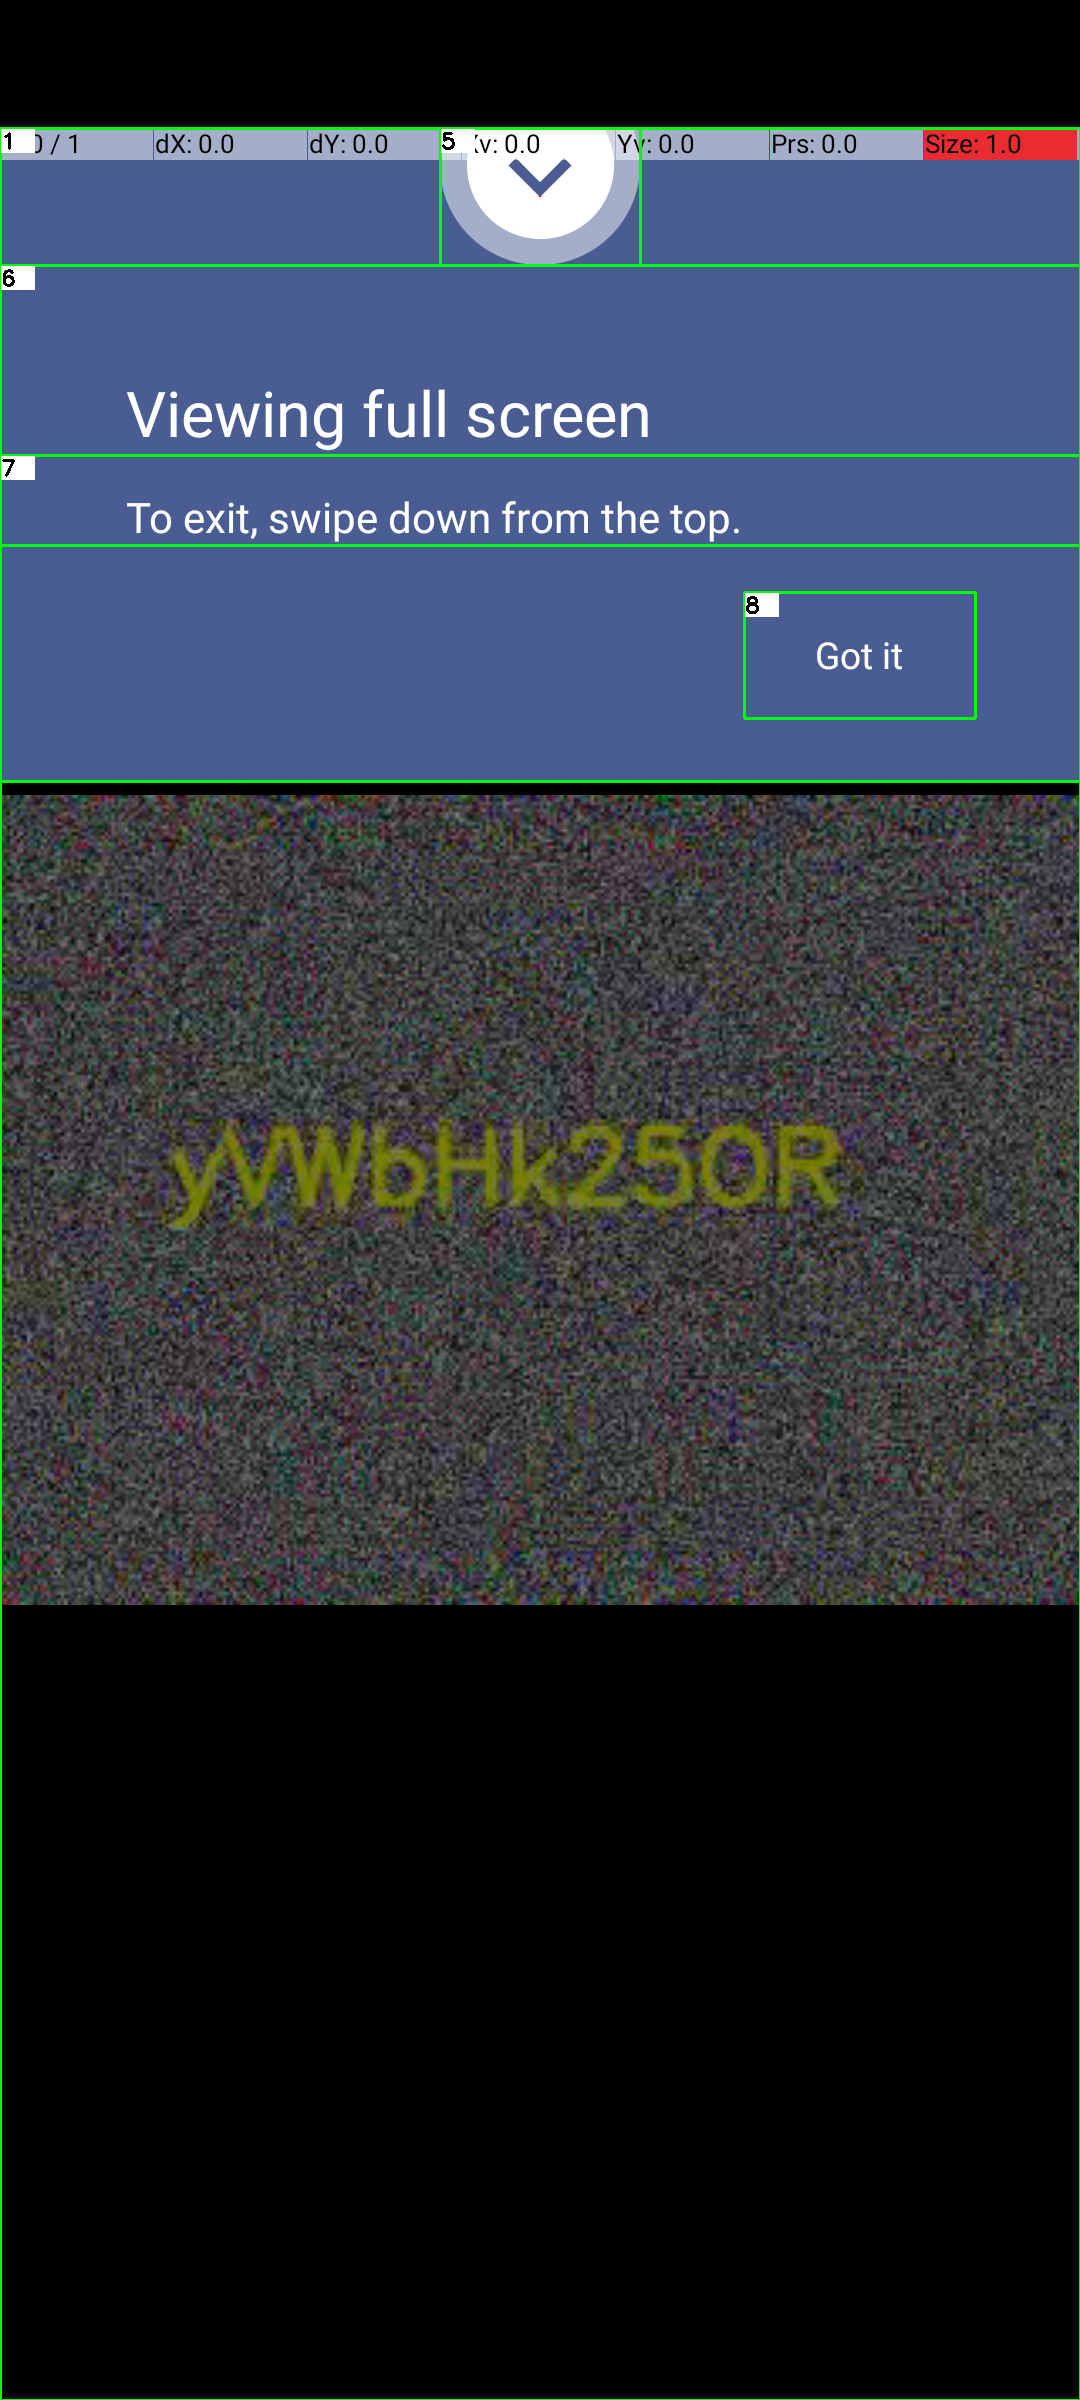 1 0 / 1 dX: 0.0 dY: 0.0 5 Xv: 0.0 Yv: 0.0 Prs: 0.0 Size: 1.0
6
Viewing full screen
7
To exit, swipe down from the top.
8
Got it
yVWbHk25OR